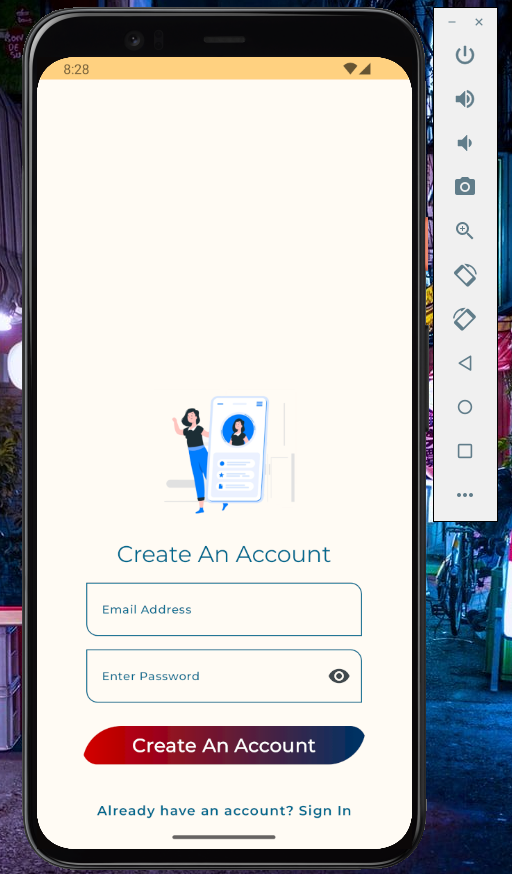 8:28
Create An Account
Email Address
Enter Password
Create An Account
Already have an account? Sign In